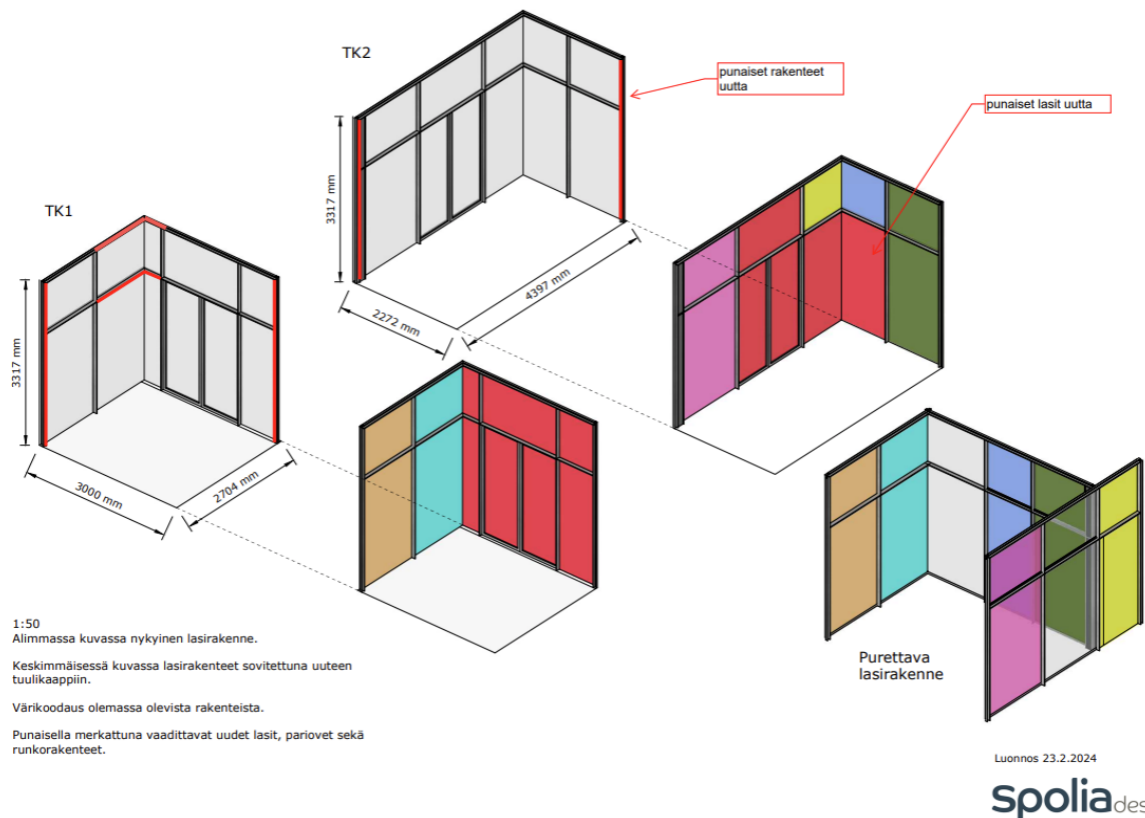 TK2
punaiset rakenteet
uutta
punaiset lasit uutta
3317 mm
TK1
4397 mm
2272 mm
3317 mm
2704 mm
3000 mm
1:50
Alimmassa kuvassa nykyinen lasirakenne.
Keskimmäisessä kuvassa lasirakenteet sovitettuna uuteen
tuulikaappiin.
Värikoodaus olemassa olevista rakenteista.
Punaisella merkattuna vaadittavat uudet lasit, pariovet sekä
runkorakenteet.
Purettava
lasirakenne
Luonnos 23.2.2024
spolia des